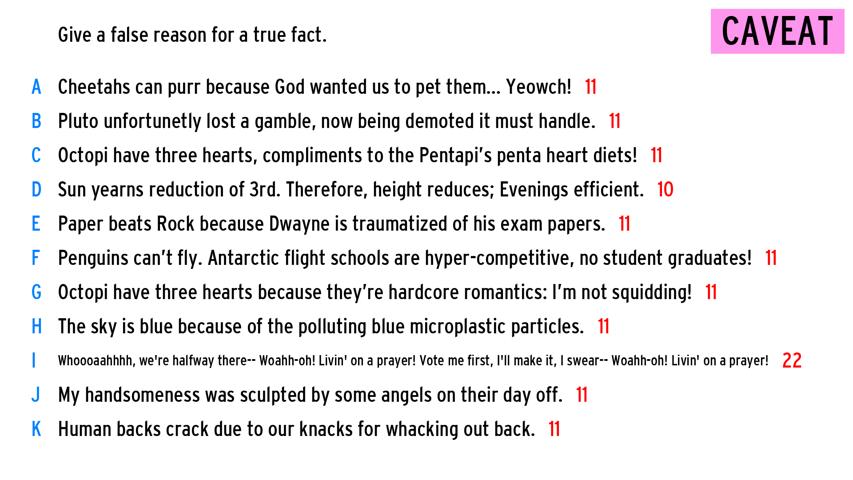 Give a false reason for a true fact.
CAVEAT
A Cheetahs can purr because God wanted us to pet them... Yeowch! 11
B Pluto unfortunetly lost a gamble, now being demoted it must handle. 11
C Octopi have three hearts, compliments to the Pentapi's penta heart diets! 11
D Sun yearns reduction of 3rd. Therefore, height reduces; Evenings efficient. 10
E Paper beats Rock because Dwayne is traumatized of his exam papers. 11
F Penguins can't fly. Antarctic flight schools are hyper-competitive, no student graduates! 11
G Octopi have three hearts because they're hardcore romantics: I'm not squidding! 11
H The sky is blue because of the polluting blue microplastic particles. 11
I Whoooaahhhh, we're halfway there-- Woahh-oh! Livin' on a prayer! Vote me first, I'll make it, I swear-- Woahh-oh! Livin' on a prayer! 22
J My handsomeness was sculpted by some angels on their day off. 11
K Human backs crack due to our knacks for whacking out back. 11